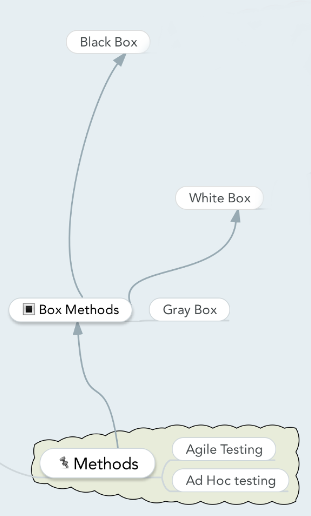 Black Box
White Box
Box Methods
Gray Box
Agile Testing
Methods
Ad Hoc testing